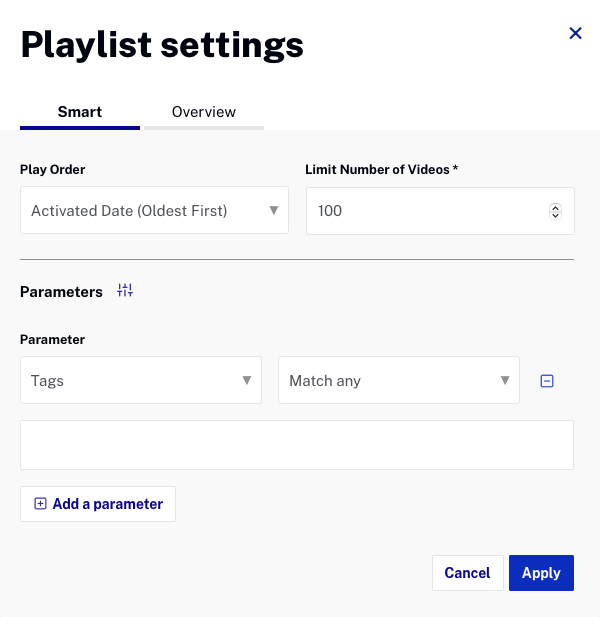 Playlist settings
Smart
Overview
Play Order
Limit Number of Videos *
Activated Date (Oldest First)
100
Parameters
Parameter
Tags
Match any
Add a parameter
Cancel
Apply